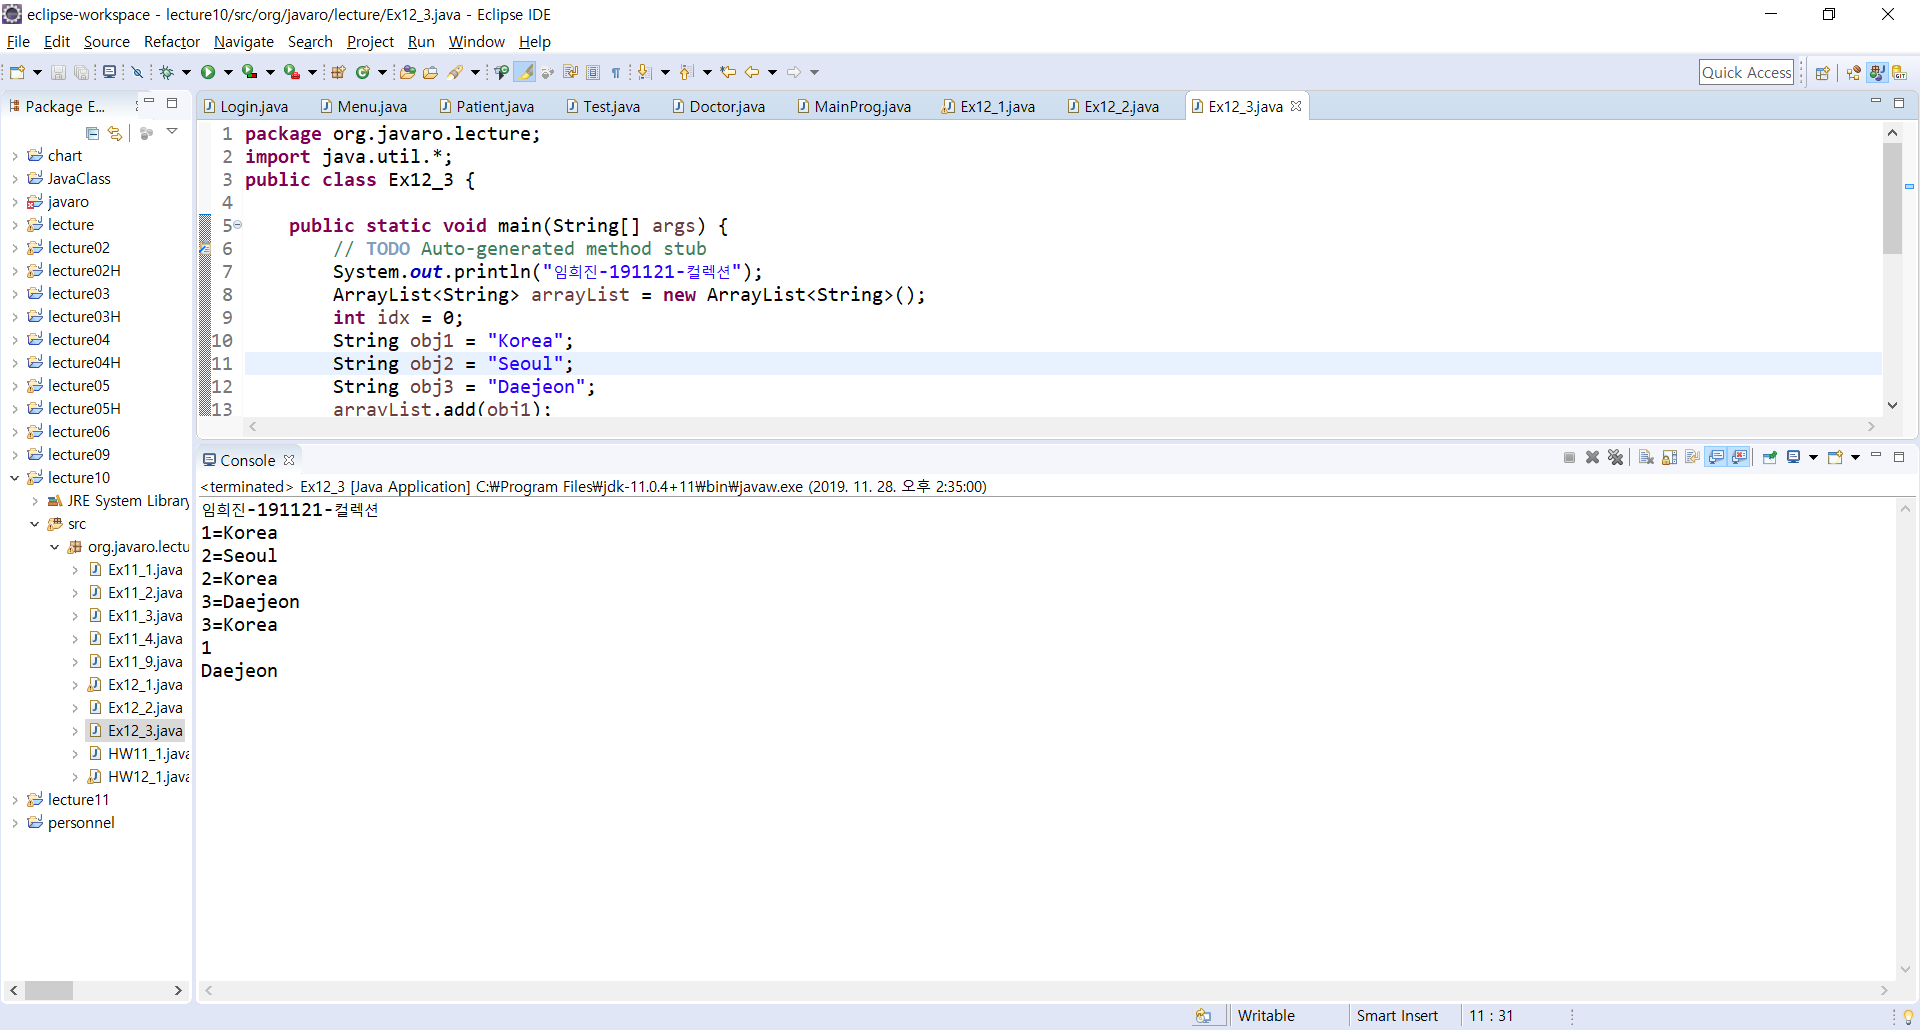 eclipse-workspace - lecture10/src/org/javaro/lecture/Ex12_3.java - Eclipse IDE
File Edit Source Refactor Navigate Search Project Run Window Help
Quick Access
Package E...
chart
JavaClass
javaro
lecture
lecture02
lecture02H
lecture03
lecture03H
lecture04
lecture04H
lecture05
lecture05H
lecture06
lecture09
lecture10
JRE System Library
src
org.javaro.lectu
Ex11_1.java
Ex11_2.java
Ex11_3.java
Ex11_4.java
Ex11_9.java
Ex12_1.java
Ex12_2.java
Ex12_3.java
HW11_1.java
HW12_1.java
lecture11
personnel
Login.java Menu.java Patient.java Test.java Doctor.java MainProg.java Ex12_1.java Ex12_2.java Ex12_3.java
1 package org.javaro.lecture;
2 import java.util.*;
3 public class Ex12_3 {
4
5 public static void main(String[] args) {
6 // TODO Auto-generated method stub
7 System.out.println("임희진-191121-컬렉션");
8 ArrayList<String> arrayList = new ArrayList<String>();
9 int idx = 0;
10 String obj1 = "Korea";
11 String obj2 = "Seoul";
12 String obj3 = "Daejeon";
13 arrayList.add(obj1);
Console
<terminated> Ex12_3 [Java Application] C:₩Program Files₩jdk-11.0.4+11₩bin₩javaw.exe (2019. 11. 28. 오후 2:35:00)
임희진-191121-컬렉션
1=Korea
2=Seoul
2=Korea
3=Daejeon
3=Korea
1
Daejeon
Writable Smart Insert 11 : 31